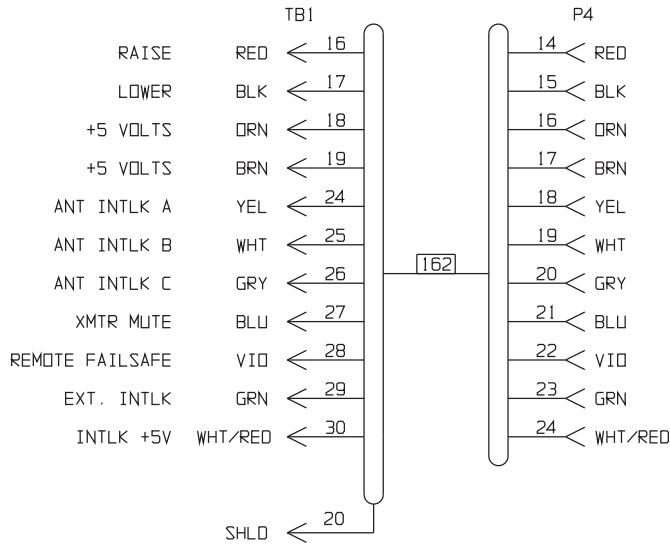 TB1 P4
RAISE RED 16 14 RED
LOWER BLK 17 15 BLK
+5 VOLTS ORN 18 16 ORN
+5 VOLTS BRN 19 17 BRN
ANT INTLK A YEL 24 18 YEL
ANT INTLK B WHT 25 19 WHT
162
ANT INTLK C GRY 26 20 GRY
XMTR MUTE BLU 27 21 BLU
REMOTE FAILSAFE VIO 28 22 VIO
EXT. INTLK GRN 29 23 GRN
INTLK +5V WHT/RED 30 24 WHT/RED
SHLD 20